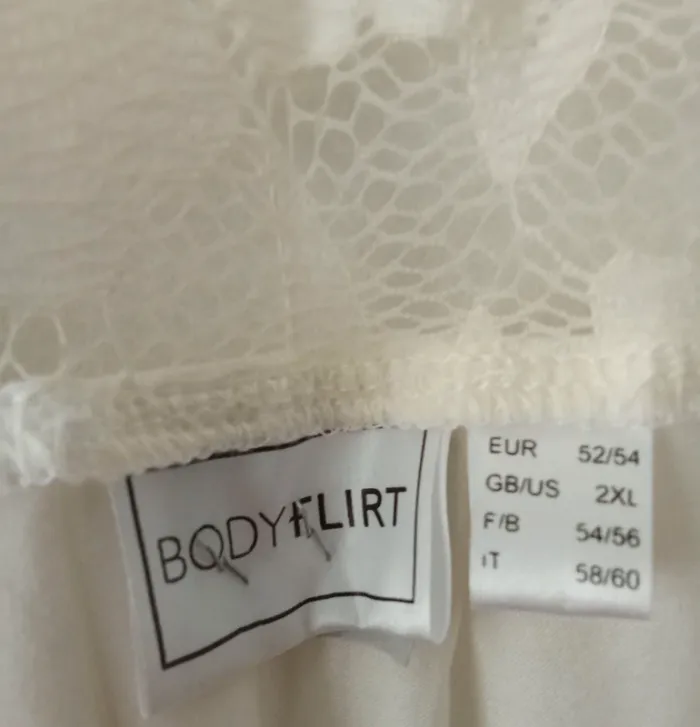 BODYFLIRT
EUR 52/54
GB/US 2XL
F/B 54/56
IT 58/60